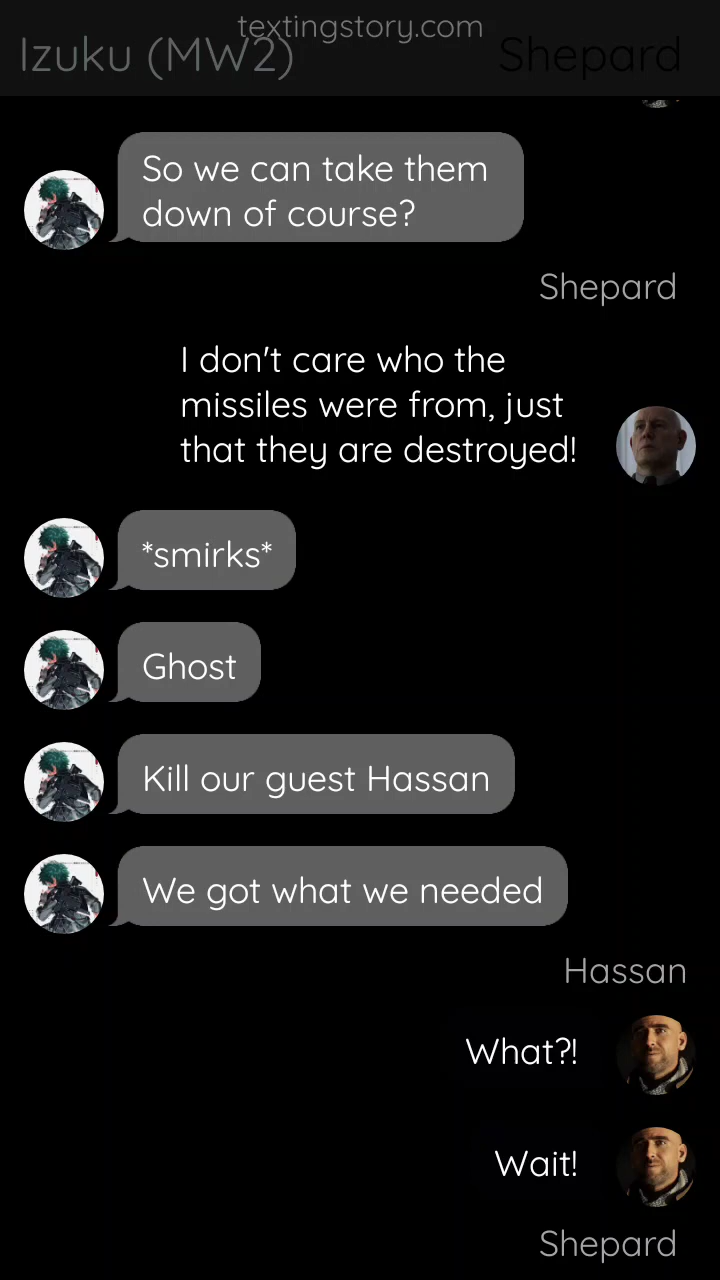 textingstory.com
Izuku (MW2)
Shepard
So we can take them
down of course?
Shepard
I don't care who the
missiles were from, just
that they are destroyed!
*smirks*
Ghost
Kill our guest Hassan
We got what we needed
Hassan
What?!
Wait!
Shepard